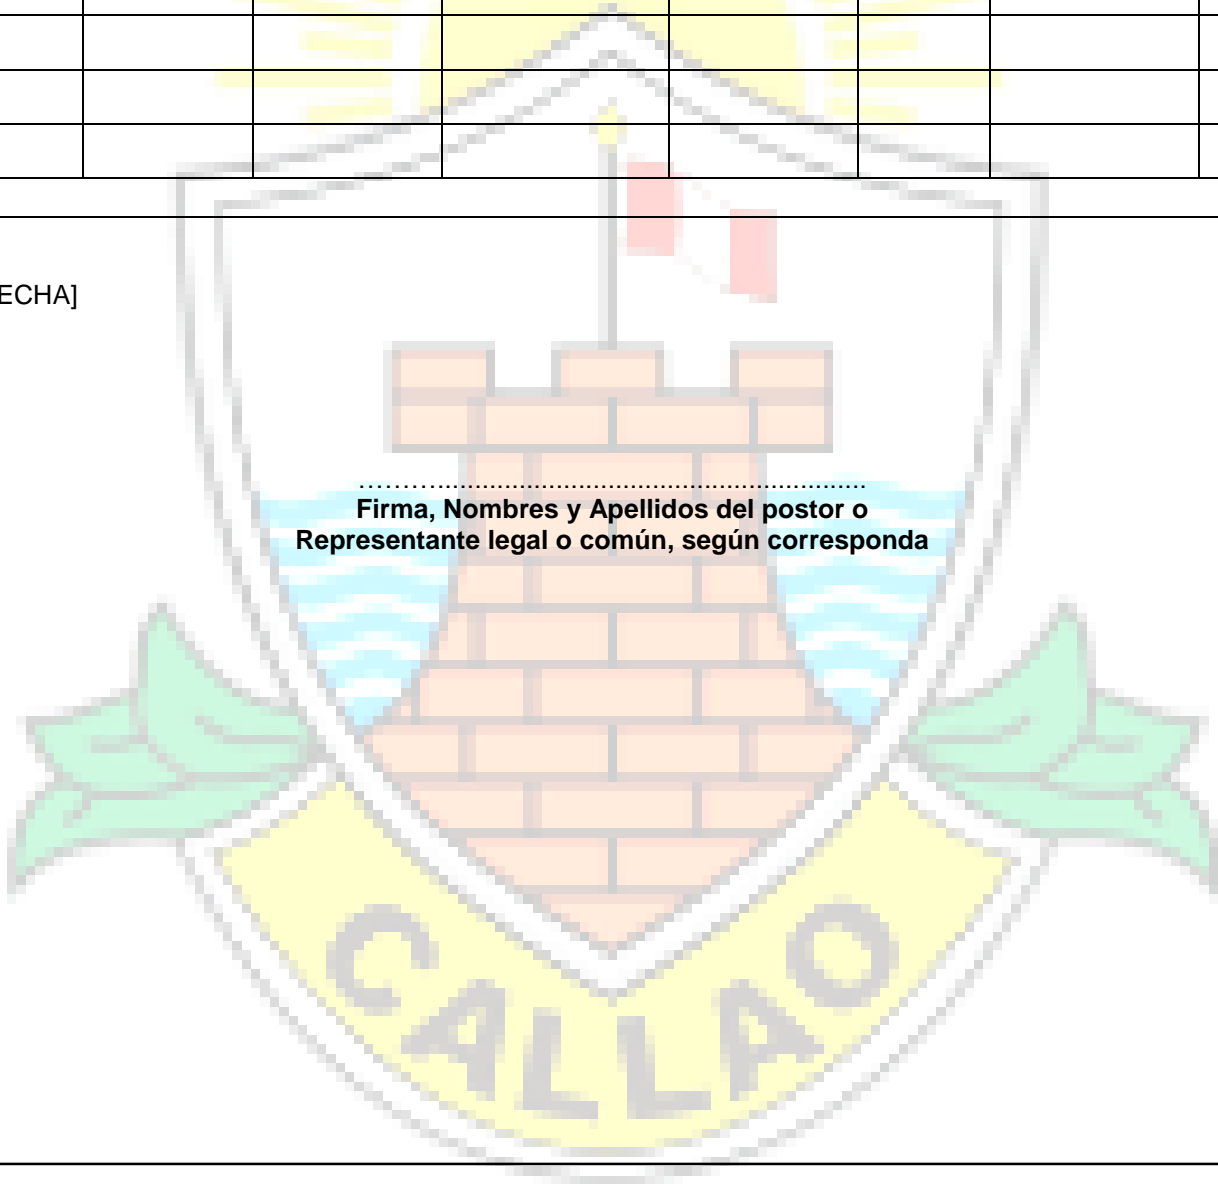 ECHA]
……….................................................................
Firma, Nombres y Apellidos del postor o
Representante legal o común, según corresponda
CALLAO